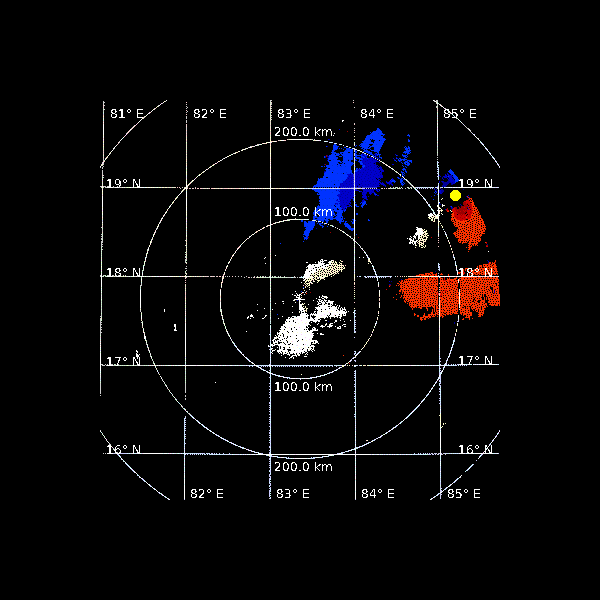 81° E 82° E 83° E 84° E 85° E
200.0 km
19° N 19° N
100.0 km
18° N 18° N
17° N 17° N
100.0 km
16° N 16° N
200.0 km
82° E 83° E 84° E 85° E